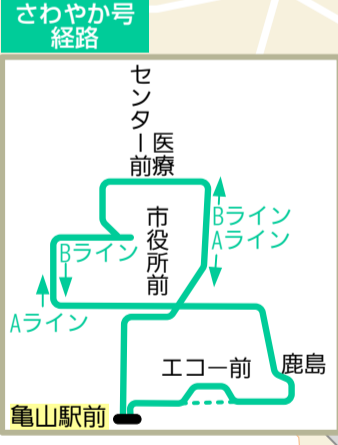 さわやか号
経路
医療
センター前
Bライン
Aライン
市役所前
Bライン
Aライン
エコー前
鹿島
亀山駅前